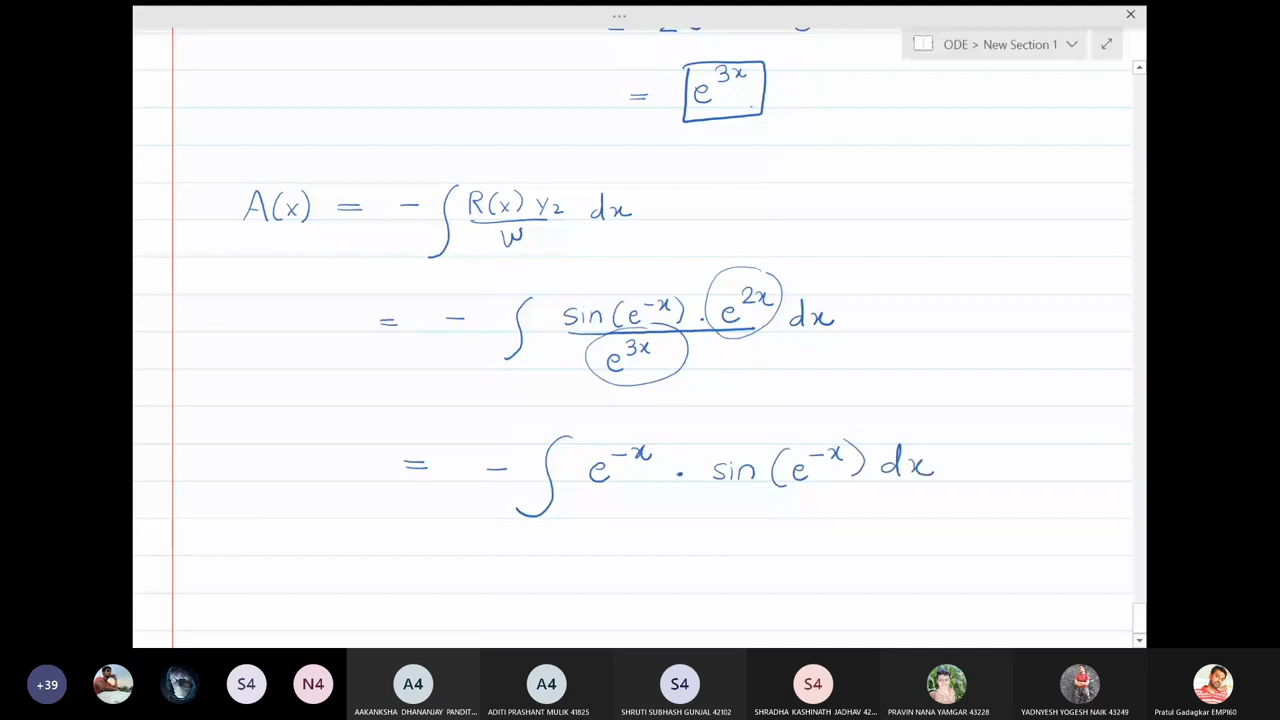 ODE > New Section 1
= e^{3x}
A(x) = - ∫ R(x) y₂ / W dx
= - ∫ sin(e^{-x}) · e^{2x} / e^{3x} dx
= - ∫ e^{-x} · sin(e^{-x}) dx
+39 S4 N4 A4 A4 S4 S4
AAKANKSHA DHANANJAY PANDIT... ADITI PRASHANT MULIK 41825 SHRUTI SUBHASH GUNJAL 42102 SHRADHA KASHINATH JADHAV 42... PRAVIN NANA YAMGAR 43228 YADNYESH YOGESH NAIK 43249 Pratul Gadagkar EMP160